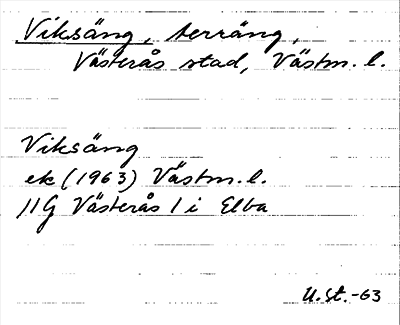 Viksäng, terräng,
Västerås stad, Västm. l.
Viksäng
ek (1963) Västm. l.
11G Västerås 1 i Elba
U.St.-63